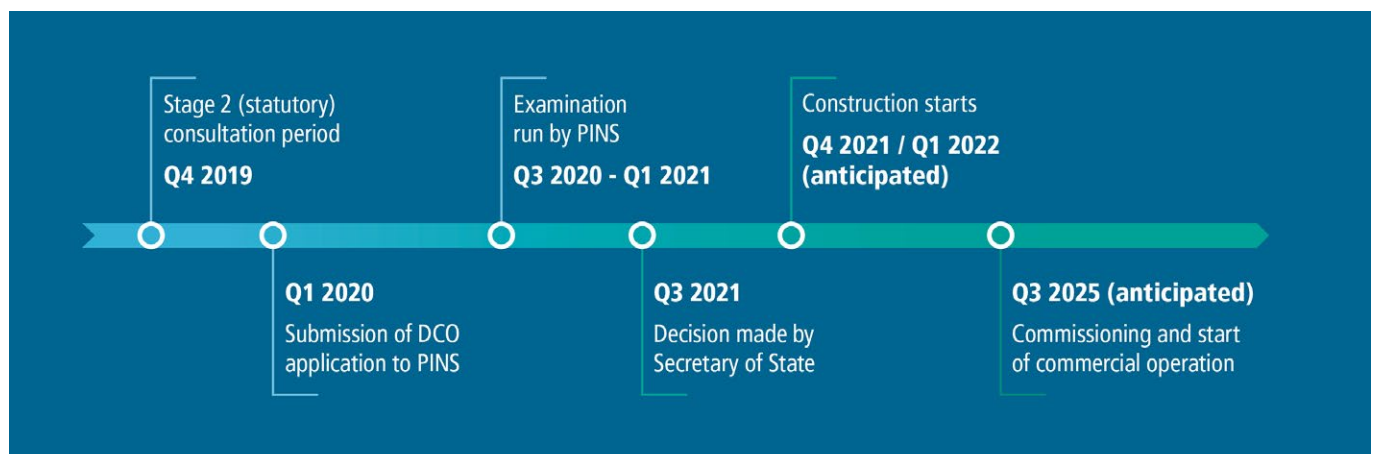 Stage 2 (statutory)
consultation period
Q4 2019
Q1 2020
Submission of DCO
application to PINS
Examination
run by PINS
Q3 2020 - Q1 2021
Q3 2021
Decision made by
Secretary of State
Construction starts
Q4 2021 / Q1 2022
(anticipated)
Q3 2025 (anticipated)
Commissioning and start
of commercial operation